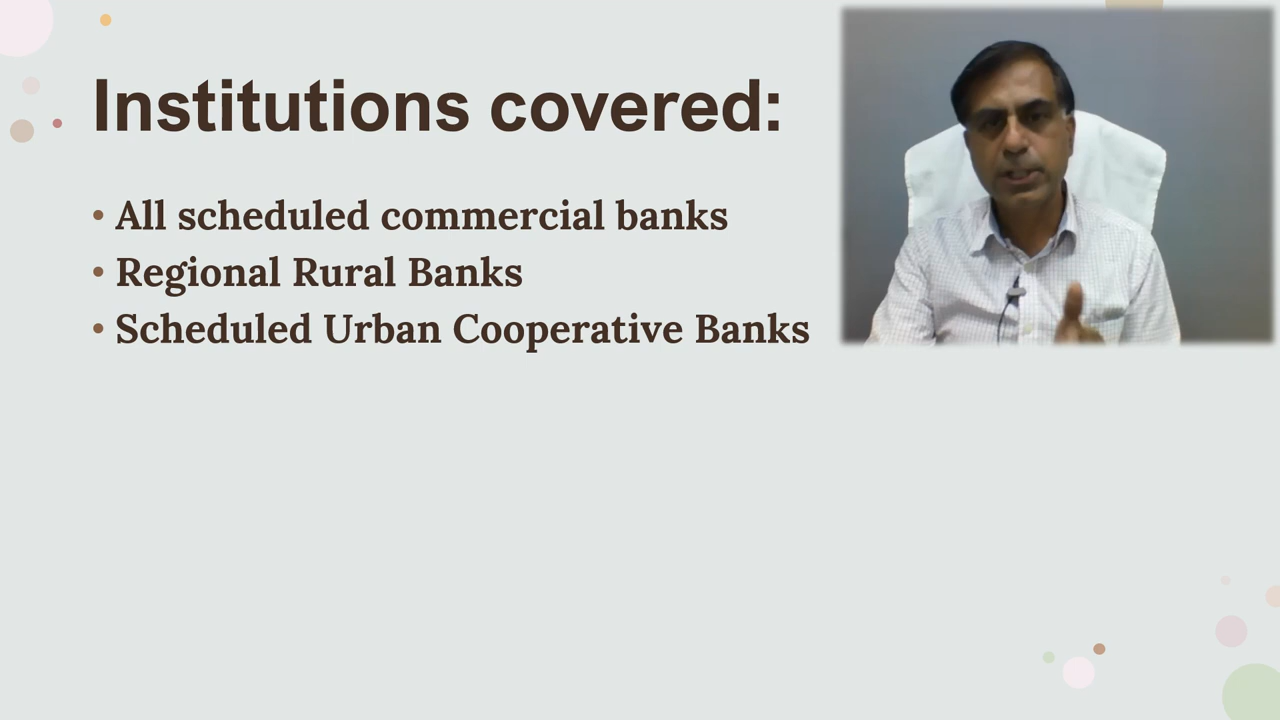 Institutions covered:
• All scheduled commercial banks
• Regional Rural Banks
• Scheduled Urban Cooperative Banks